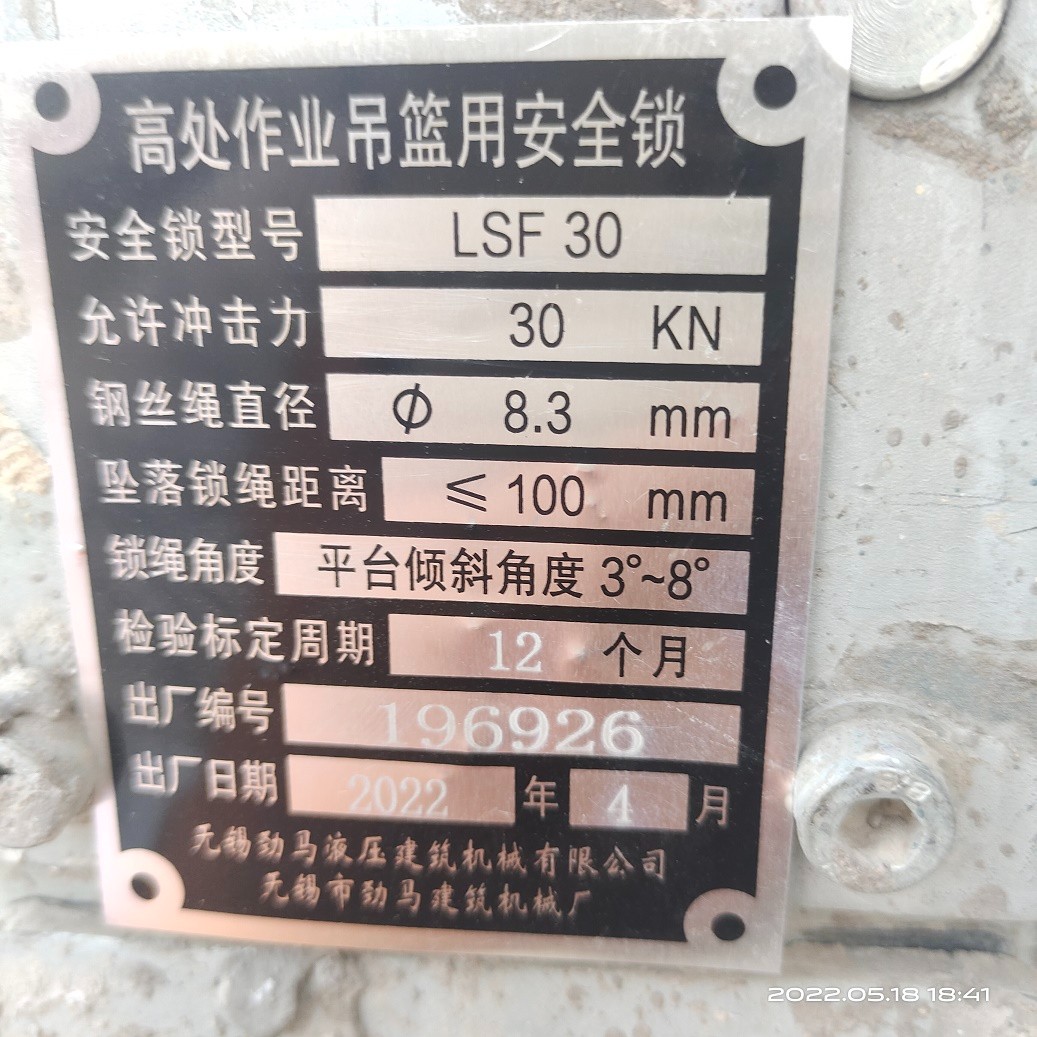 高处作业吊篮用安全锁
安全锁型号 LSF 30
允许冲击力 30 KN
钢丝绳直径 Φ 8.3 mm
坠落锁绳距离 ≤ 100 mm
锁绳角度 平台倾斜角度 3°~8°
检验标定周期 12 个月
出厂编号 196926
出厂日期 2022 年 4 月
无锡劲马液压建筑机械有限公司
无锡市劲马建筑机械厂
2022.05.18 18:41